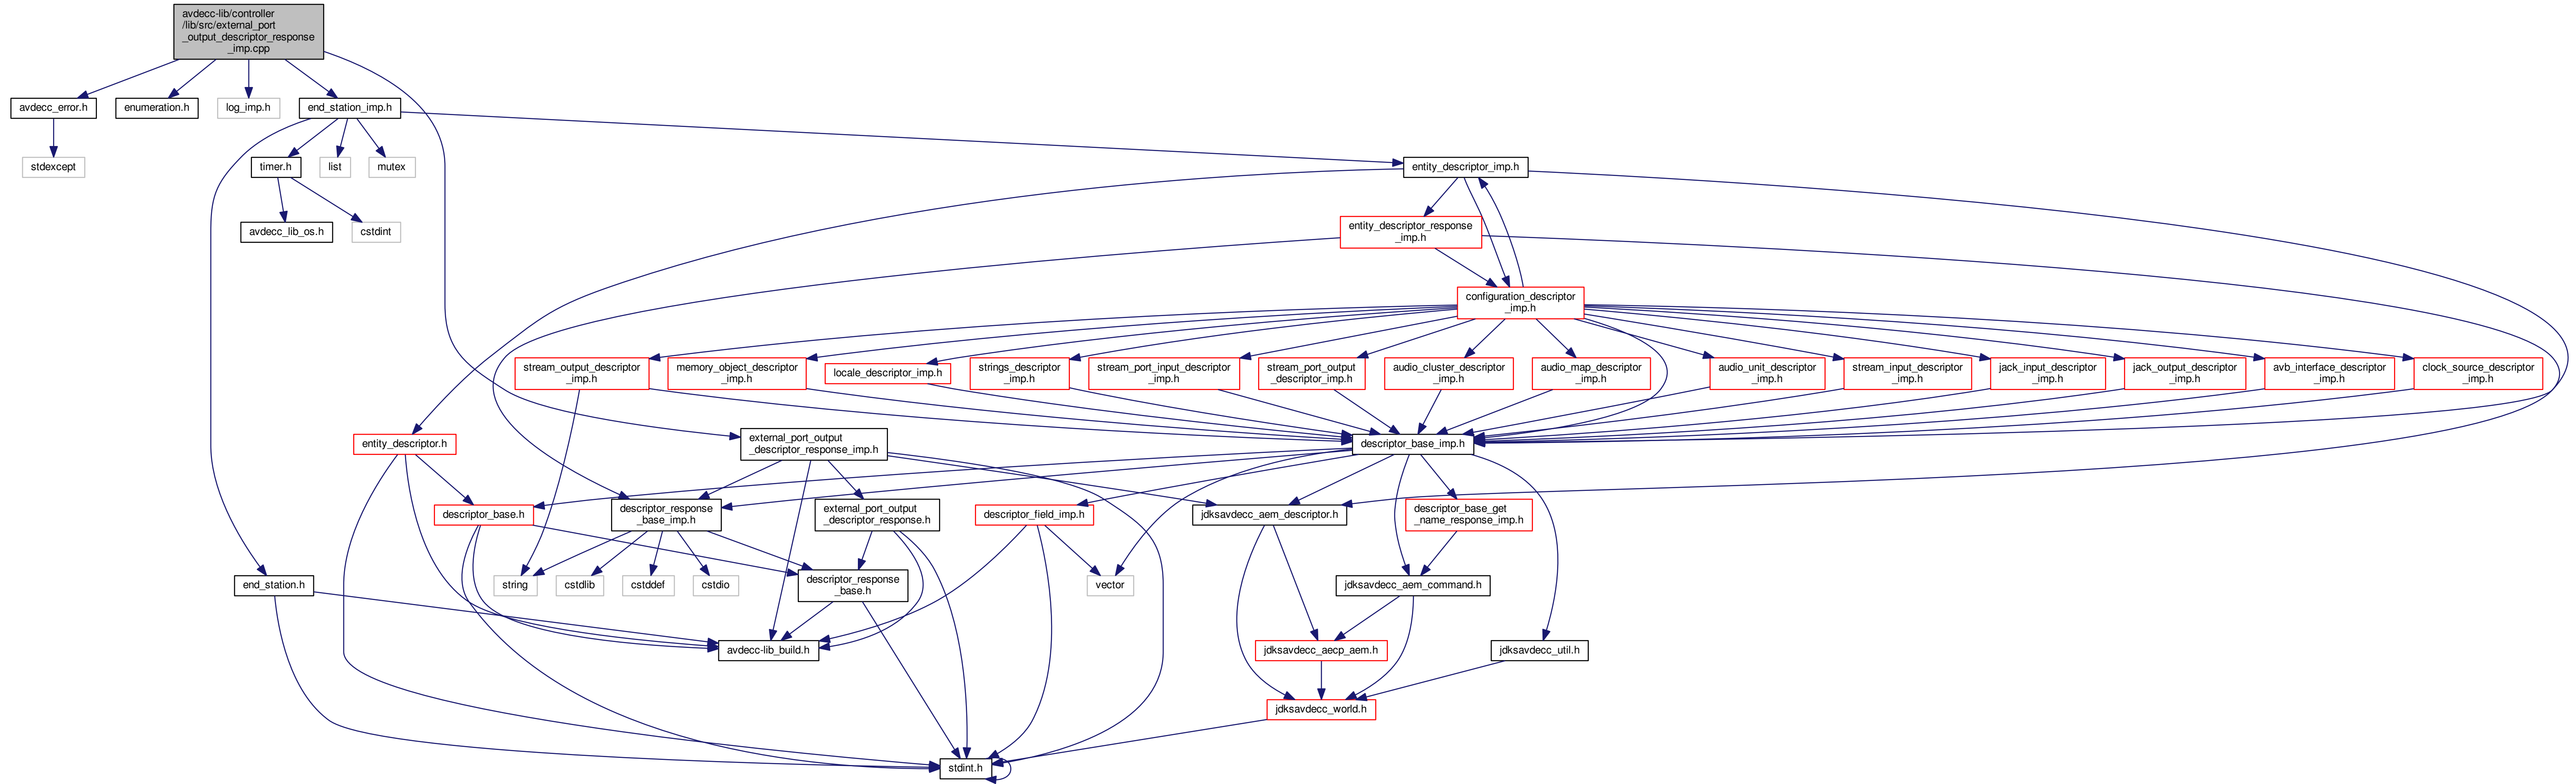 avdecc-lib/controller
/lib/src/external_port
_output_descriptor_response
_imp.cpp
avdecc_error.h
enumeration.h
log_imp.h
end_station_imp.h
stdexcept
timer.h
list
mutex
entity_descriptor_imp.h
avdecc_lib_os.h
cstdint
entity_descriptor_response
_imp.h
configuration_descriptor
_imp.h
stream_output_descriptor
_imp.h
memory_object_descriptor
_imp.h
locale_descriptor_imp.h
strings_descriptor
_imp.h
stream_port_input_descriptor
_imp.h
stream_port_output
_descriptor_imp.h
audio_cluster_descriptor
_imp.h
audio_map_descriptor
_imp.h
audio_unit_descriptor
_imp.h
stream_input_descriptor
_imp.h
jack_input_descriptor
_imp.h
jack_output_descriptor
_imp.h
avb_interface_descriptor
_imp.h
clock_source_descriptor
_imp.h
entity_descriptor.h
external_port_output
_descriptor_response_imp.h
descriptor_base_imp.h
descriptor_base.h
descriptor_response
_base_imp.h
external_port_output
_descriptor_response.h
descriptor_field_imp.h
jdksavdecc_aem_descriptor.h
descriptor_base_get
_name_response_imp.h
end_station.h
string
cstdlib
cstddef
cstdio
descriptor_response
_base.h
vector
jdksavdecc_aem_command.h
avdecc-lib_build.h
jdksavdecc_aecp_aem.h
jdksavdecc_util.h
jdksavdecc_world.h
stdint.h